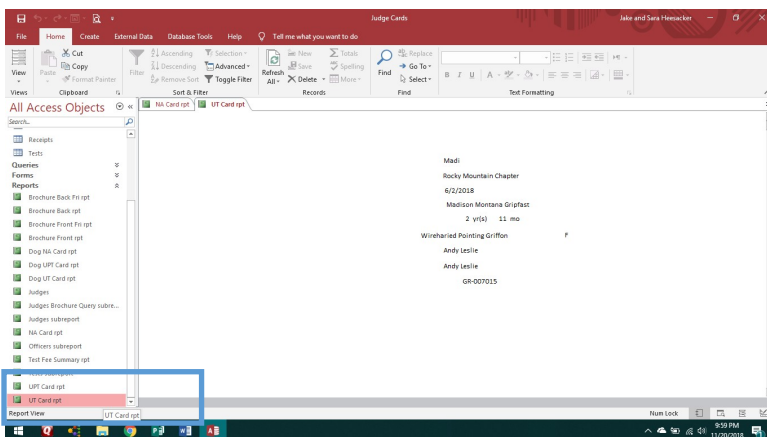 Judge Cards
Jake and Sara Heesacker
File Home Create External Data Database Tools Help Tell me what you want to do
View
Paste
Cut
Copy
Format Painter
Filter
Ascending
Descending
Remove Sort
Selection
Advanced
Toggle Filter
Refresh
All
New
Save
Delete
Totals
Spelling
More
Find
Replace
Go To
Select
B I U A
Views Clipboard Sort & Filter Records Find Text Formatting
All Access Objects
NA Card rpt UT Card rpt
Search...
Receipts
Tests
Queries
Forms
Reports
Brochure Back Fri rpt
Brochure Back rpt
Brochure Front Fri rpt
Brochure Front rpt
Dog NA Card rpt
Dog UPT Card rpt
Dog UT Card rpt
Judges
Judges Brochure Query subre...
Judges subreport
NA Card rpt
Officers subreport
Test Fee Summary rpt
UPT Card rpt
UT Card rpt
UT Card rpt
Madi
Rocky Mountain Chapter
6/2/2018
Madison Montana Gripfast
2 yr(s) 11 mo
Wireharied Pointing Griffon F
Andy Leslie
Andy Leslie
GR-007015
Report View
Num Lock
9:59 PM
11/20/2018